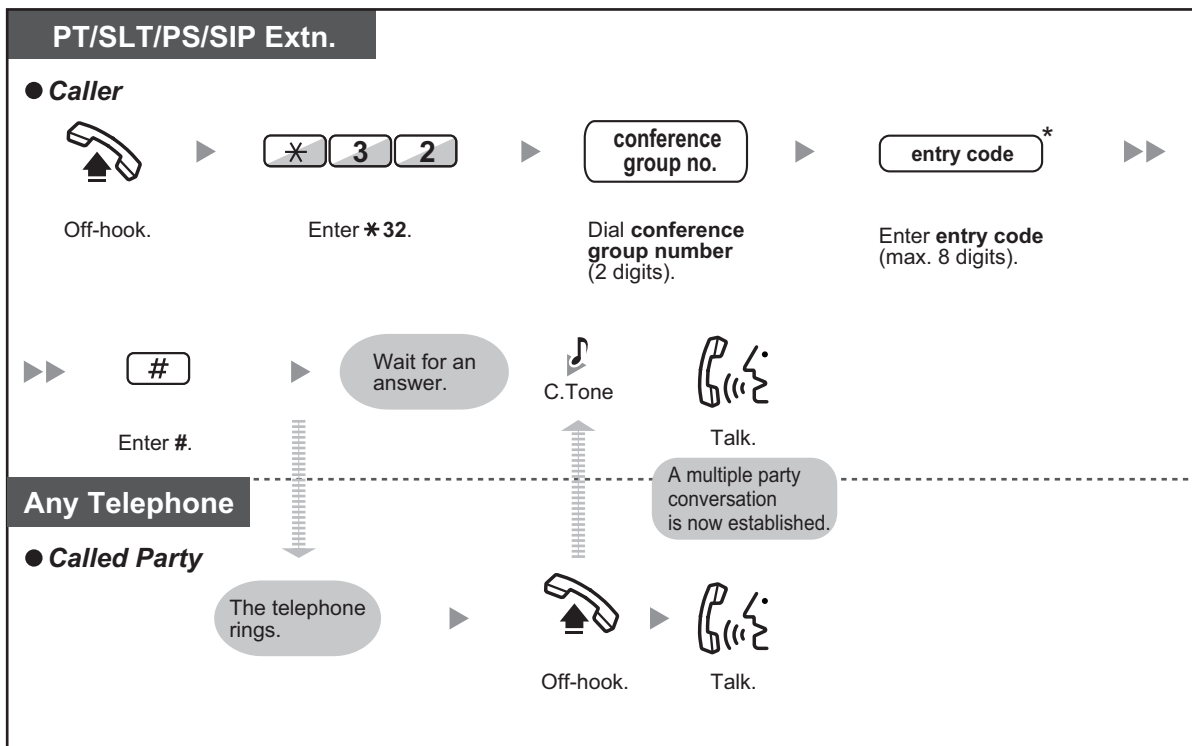 PT/SLT/PS/SIP Extn.
● Caller
* 3 2
conference
group no.
entry code *
Off-hook.
Enter *32.
Dial conference
group number
(2 digits).
Enter entry code
(max. 8 digits).
#
Wait for an
answer.
C.Tone
Enter #.
Talk.
A multiple party
conversation
is now established.
Any Telephone
● Called Party
The telephone
rings.
Off-hook.
Talk.